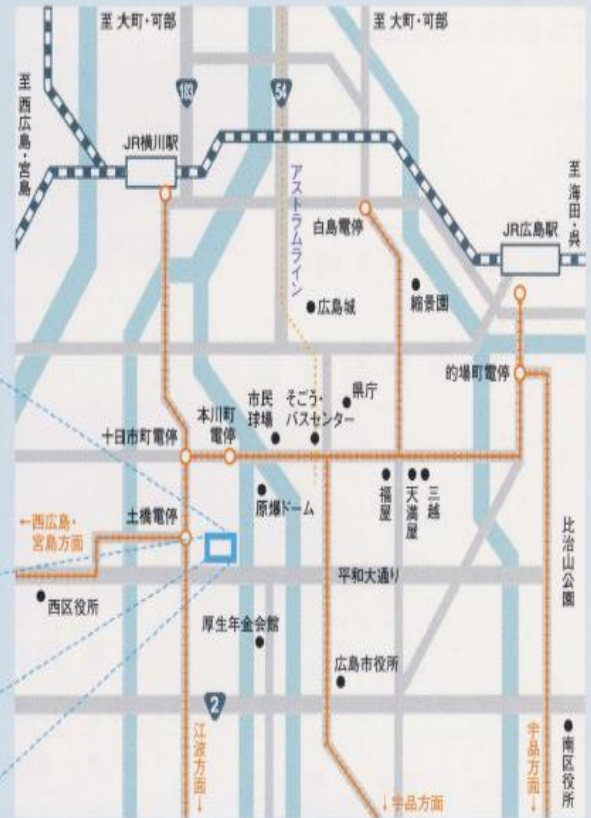 至 大町・可部
至 大町・可部
183
54
至 西広島・宮島
JR横川駅
アストラムライン
至 海田・呉
白島電停
JR広島駅
縮景園
広島城
的場町電停
県庁
市民
球場
そごう・
バスセンター
本川町
電停
十日市町電停
福屋
天満屋
三越
原爆ドーム
土橋電停
←西広島・
宮島方面
平和大通り
比治山公園
西区役所
厚生年金会館
広島市役所
2
江波方面→
↓宇品方面
宇品方面→
南区役所